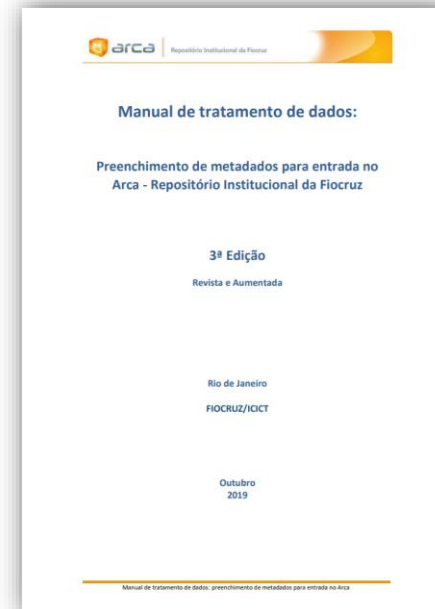 arca
Repositório Institucional da Fiocruz
Manual de tratamento de dados:
Preenchimento de metadados para entrada no
Arca - Repositório Institucional da Fiocruz
3ª Edição
Revista e Aumentada
Rio de Janeiro
FIOCRUZ/ICICT
Outubro
2019
Manual de tratamento de dados: preenchimento de metadados para entrada no Arca